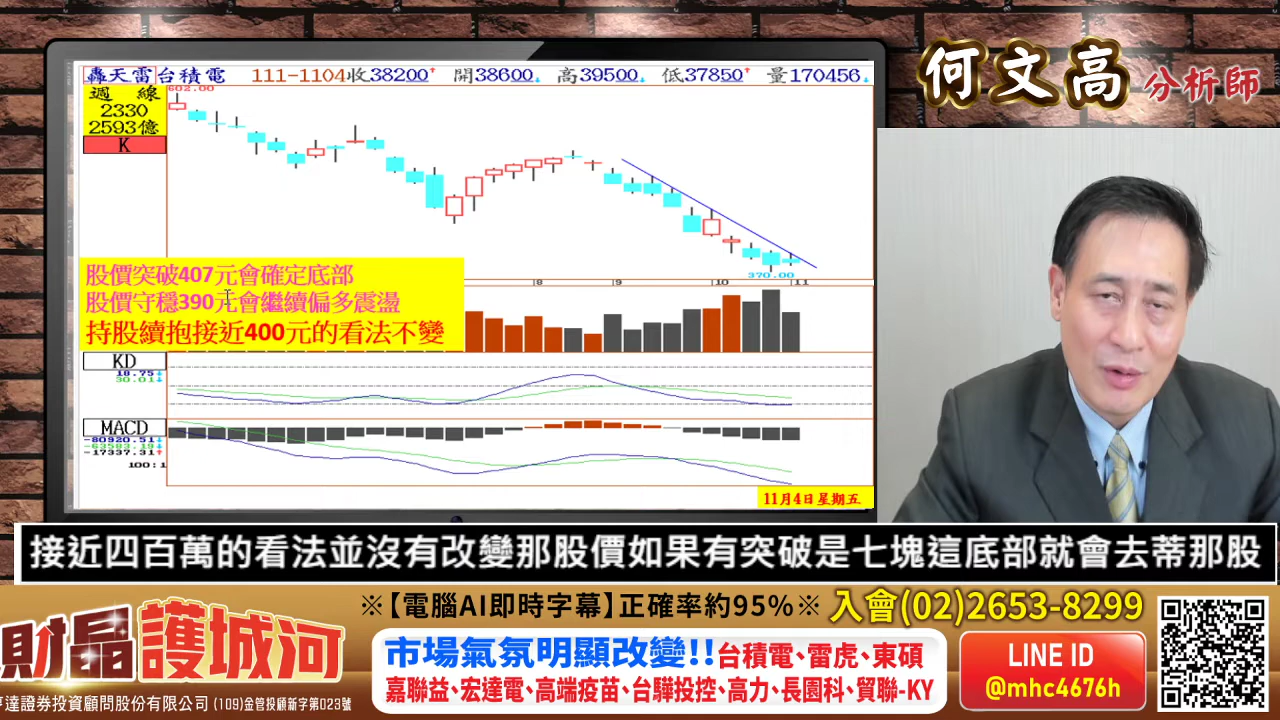 何文高 分析師
轟天雷台積電 111-1104收38200↑ 開38600↓ 高39500↓ 低37850↑ 量170456↓
週 線
2330
2593億
K
602.00
股價突破407元會確定底部
股價守穩390元會繼續偏多震盪
持股續抱接近400元的看法不變
370.00
8 9 10 11
KD
18.75↓
30.01↓
MACD
-80920.51↓
-63583.19↓
-17337.31↑
100:1
11月4日星期五
接近四百萬的看法並沒有改變那股價如果有突破是七塊這底部就會去蒂那股
※【電腦AI即時字幕】正確率約95%※ 入會(02)2653-8299
財晶護城河
市場氣氛明顯改變!!台積電、雷虎、東碩
嘉聯益、宏達電、高端疫苗、台驊投控、高力、長園科、貿聯-KY
LINE ID
@mhc4676h
達證券投資顧問股份有限公司 (109)金管投顧新字第023號